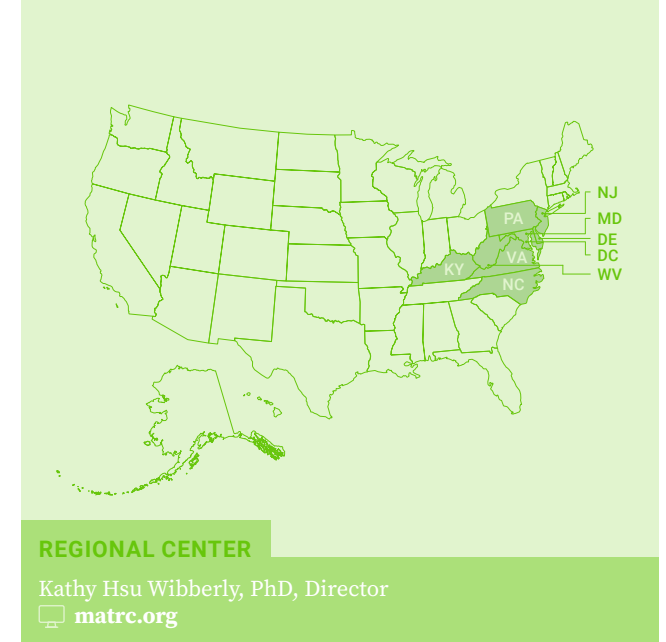 NJ
PA
MD
DE
VA
DC
KY
WV
NC
REGIONAL CENTER
Kathy Hsu Wibberly, PhD, Director
matrc.org